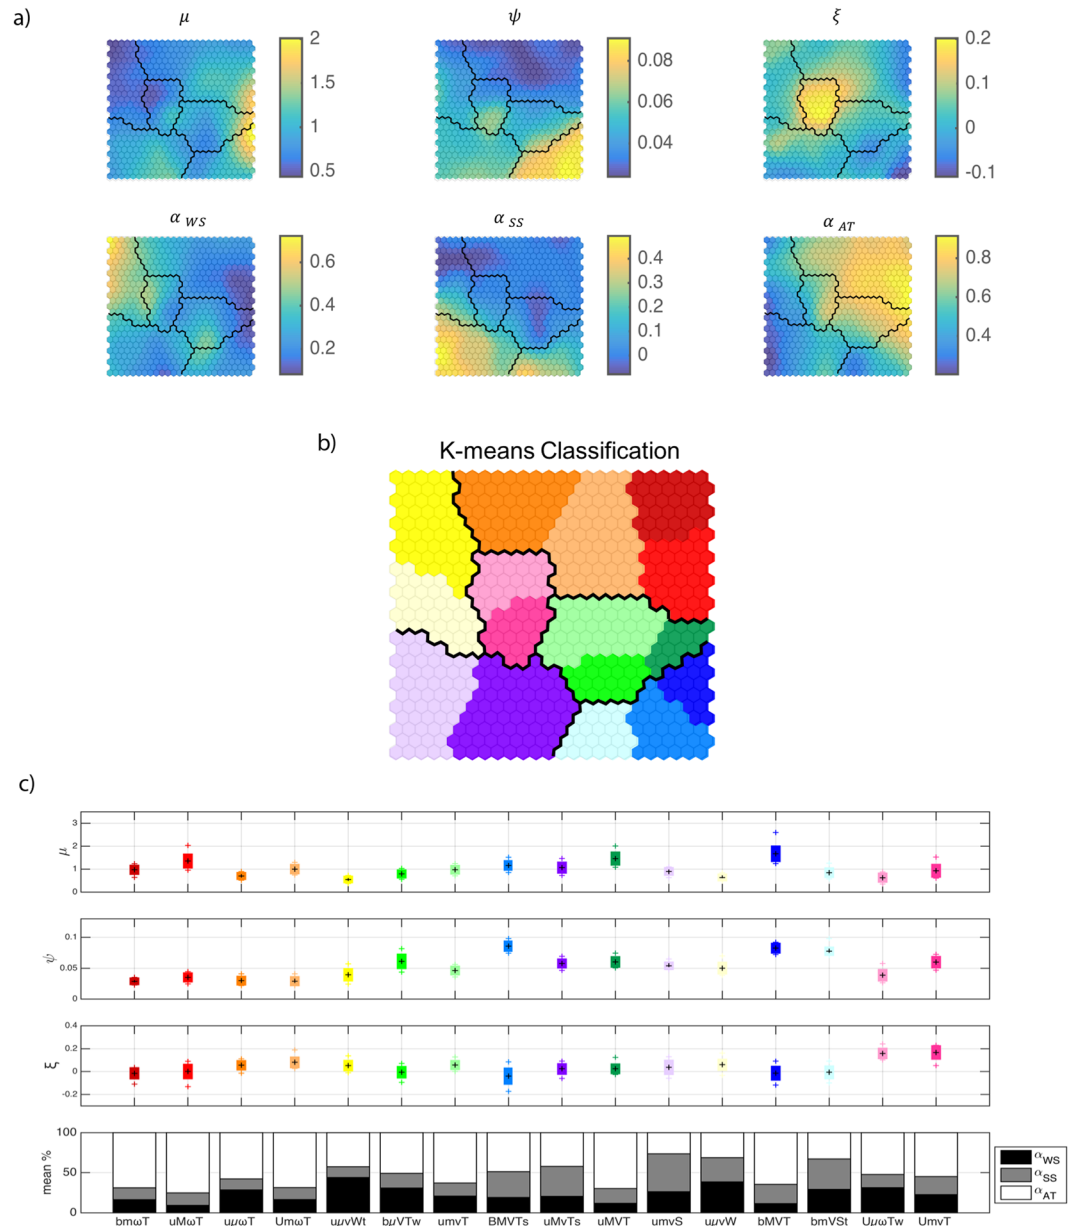 a)
μ ψ ξ
2
1.5
1
0.5
0.08
0.06
0.04
0.2
0.1
0
-0.1
α WS α SS α AT
0.6
0.4
0.2
0.4
0.3
0.2
0.1
0
0.8
0.6
0.4
b)
K-means Classification
c)
3
2
1
0
μ
0.1
0.05
0
ψ
0.4
0.2
0
-0.2
ξ
100
50
0
mean %
α WS
α SS
α AT
bmωT uMωT uμωT UmωT uμvWt bμVTw umvT BMVTs uMvTs uMVT umvS uμvW bMVT bmVSt UμωTw UmvT